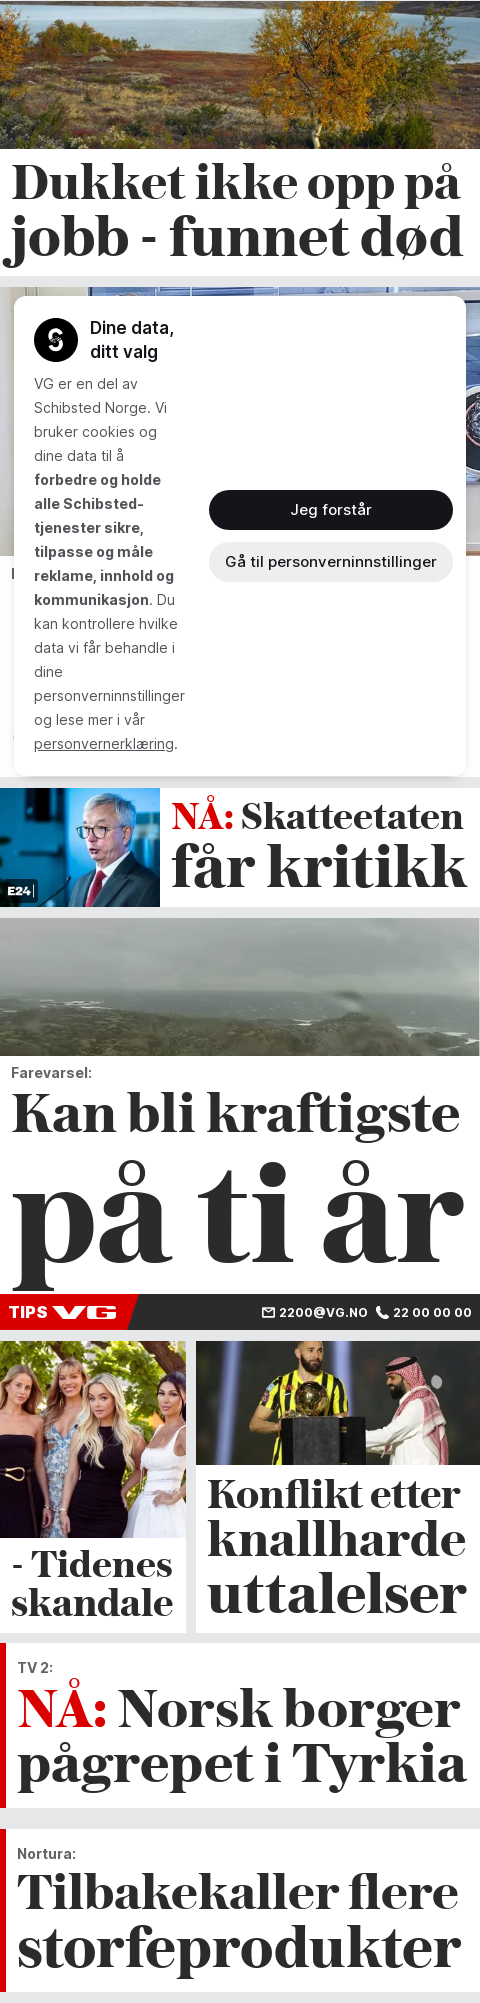 Dukket ikke opp på
jobb - funnet død
Dine data,
ditt valg
VG er en del av
Schibsted Norge. Vi
bruker cookies og
dine data til å
forbedre og holde
alle Schibsted-
tjenester sikre,
tilpasse og måle
reklame, innhold og
kommunikasjon. Du
kan kontrollere hvilke
data vi får behandle i
dine
personverninnstillinger
og lese mer i vår
personvernerklæring.
Jeg forstår
Gå til personverninnstillinger
E24
NÅ: Skatteetaten
får kritikk
Farevarsel:
Kan bli kraftigste
på ti år
TIPS VG
2200@VG.NO 22 00 00 00
- Tidenes
skandale
Konflikt etter
knallharde
uttalelser
TV 2:
NÅ: Norsk borger
pågrepet i Tyrkia
Nortura:
Tilbakekaller flere
storfeprodukter